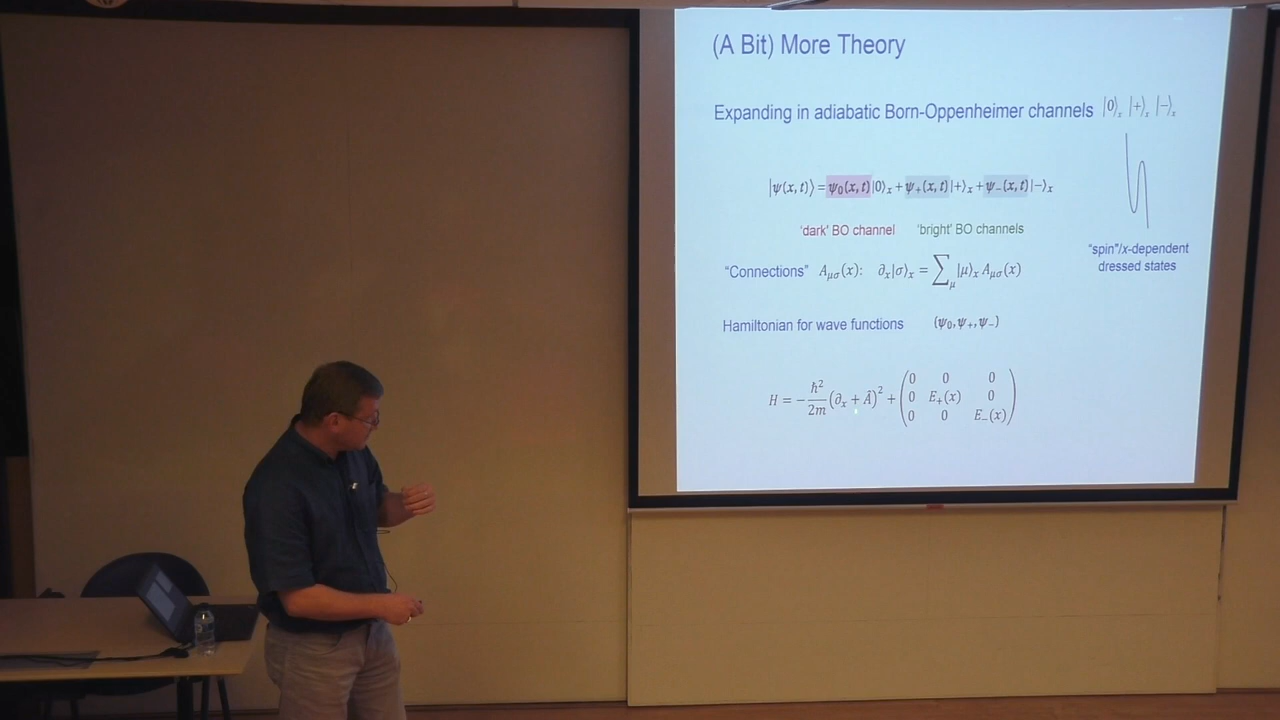 (A Bit) More Theory
Expanding in adiabatic Born-Oppenheimer channels |0⟩ₓ |+⟩ₓ |−⟩ₓ
|ψ(x,t)⟩ = ψ₀(x,t)|0⟩ₓ + ψ₊(x,t)|+⟩ₓ + ψ₋(x,t)|−⟩ₓ
'dark' BO channel 'bright' BO channels
"spin"/x-dependent
dressed states
"Connections" A_μσ(x): ∂ₓ|σ⟩ₓ = ∑_μ |μ⟩ₓ A_μσ(x)
Hamiltonian for wave functions (ψ₀,ψ₊,ψ₋)
H = −ħ²/2m (∂ₓ + Â)² + (0 0 0
0 E₊(x) 0
0 0 E₋(x))